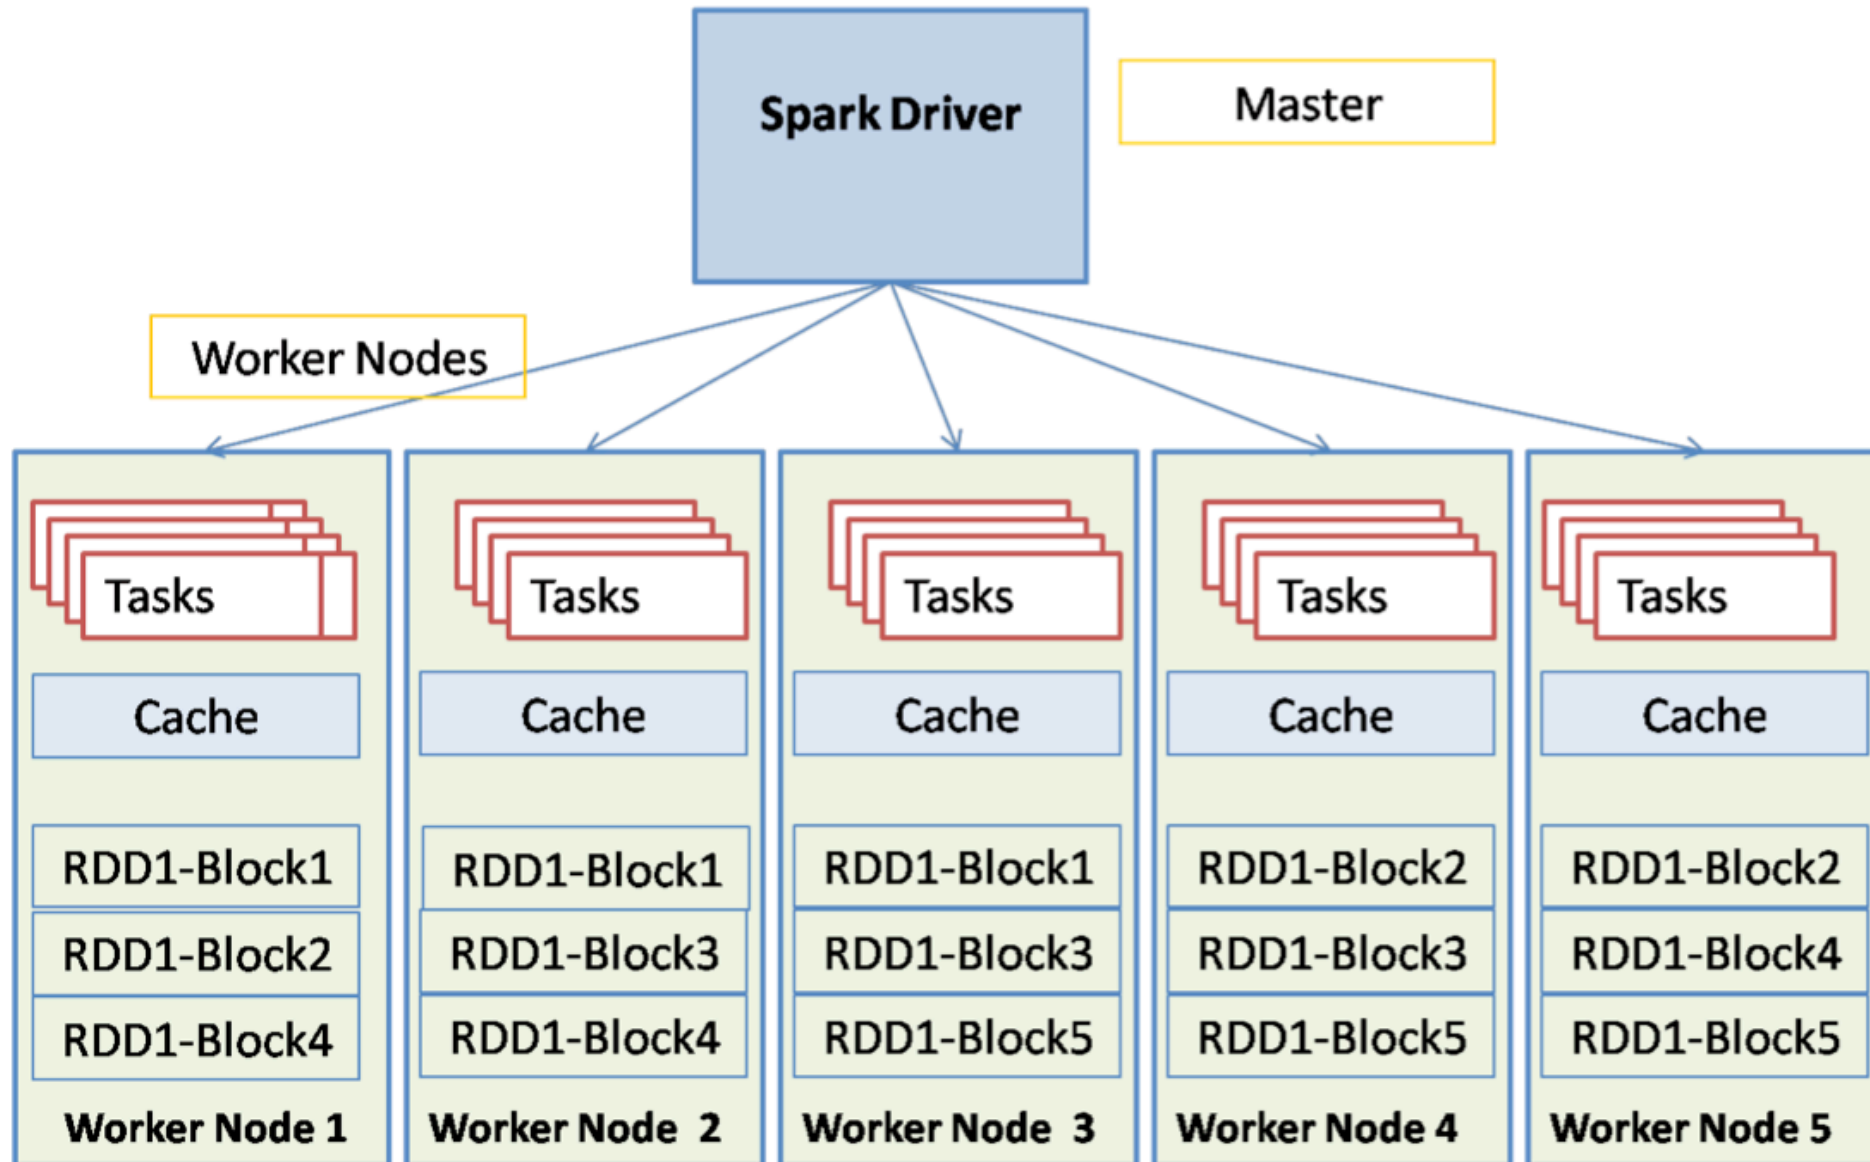 Spark Driver
Master
Worker Nodes
Tasks
Tasks
Tasks
Tasks
Tasks
Cache
Cache
Cache
Cache
Cache
RDD1-Block1
RDD1-Block1
RDD1-Block1
RDD1-Block2
RDD1-Block2
RDD1-Block2
RDD1-Block3
RDD1-Block3
RDD1-Block3
RDD1-Block4
RDD1-Block4
RDD1-Block4
RDD1-Block5
RDD1-Block5
RDD1-Block5
Worker Node 1
Worker Node 2
Worker Node 3
Worker Node 4
Worker Node 5